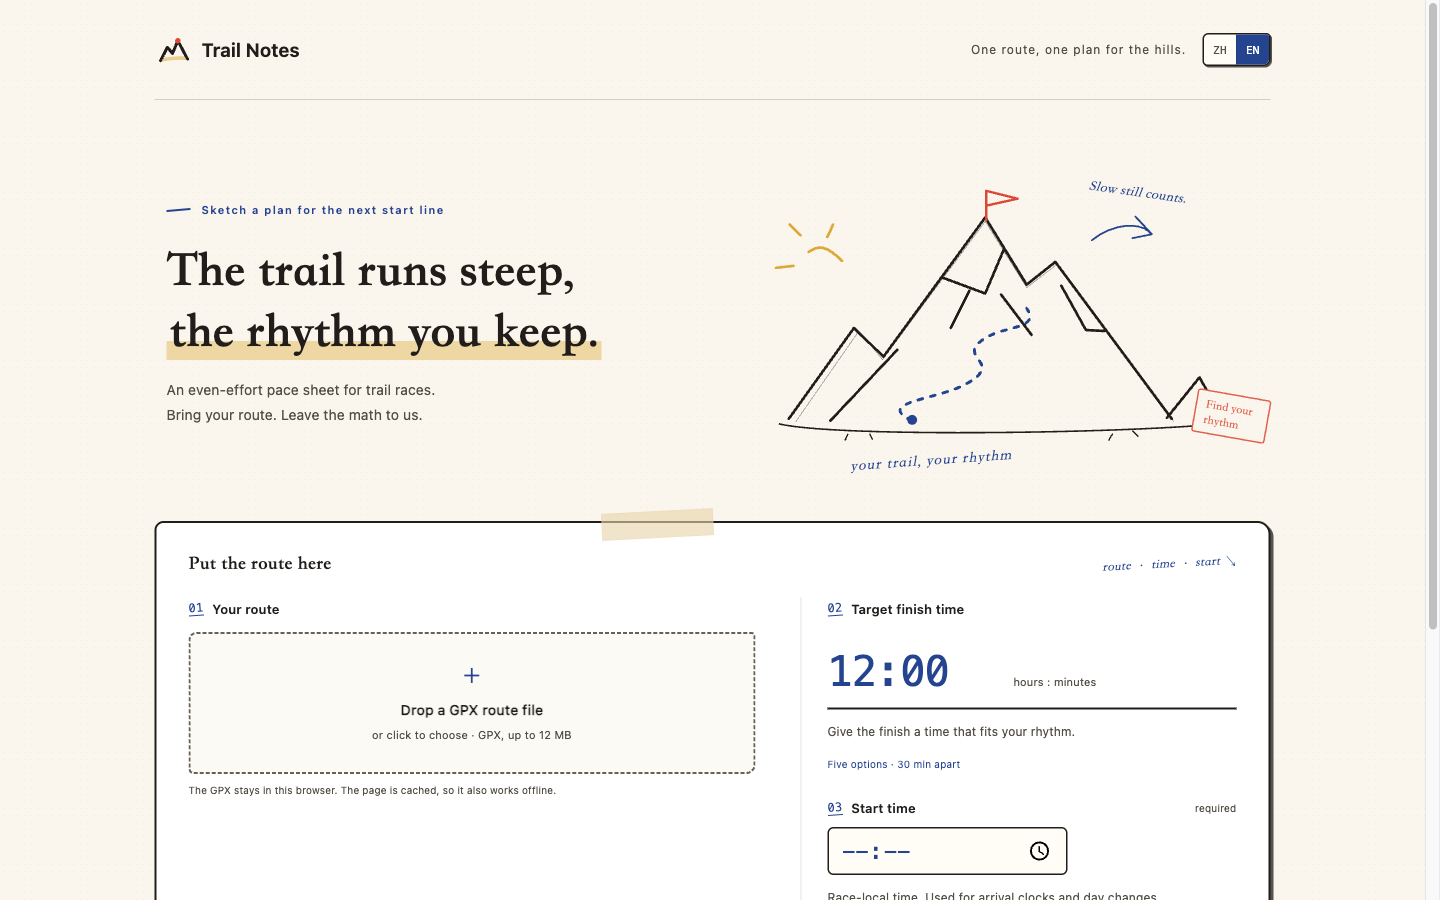 Trail Notes
One route, one plan for the hills.
ZH EN
Sketch a plan for the next start line
The trail runs steep,
the rhythm you keep.
An even-effort pace sheet for trail races.
Bring your route. Leave the math to us.
Slow still counts.
Find your
rhythm
your trail, your rhythm
Put the route here
route · time · start ↘
01 Your route
+
Drop a GPX route file
or click to choose · GPX, up to 12 MB
The GPX stays in this browser. The page is cached, so it also works offline.
02 Target finish time
12:00 hours : minutes
Give the finish a time that fits your rhythm.
Five options · 30 min apart
03 Start time required
--:--
Race-local time. Used for arrival clocks and day changes.